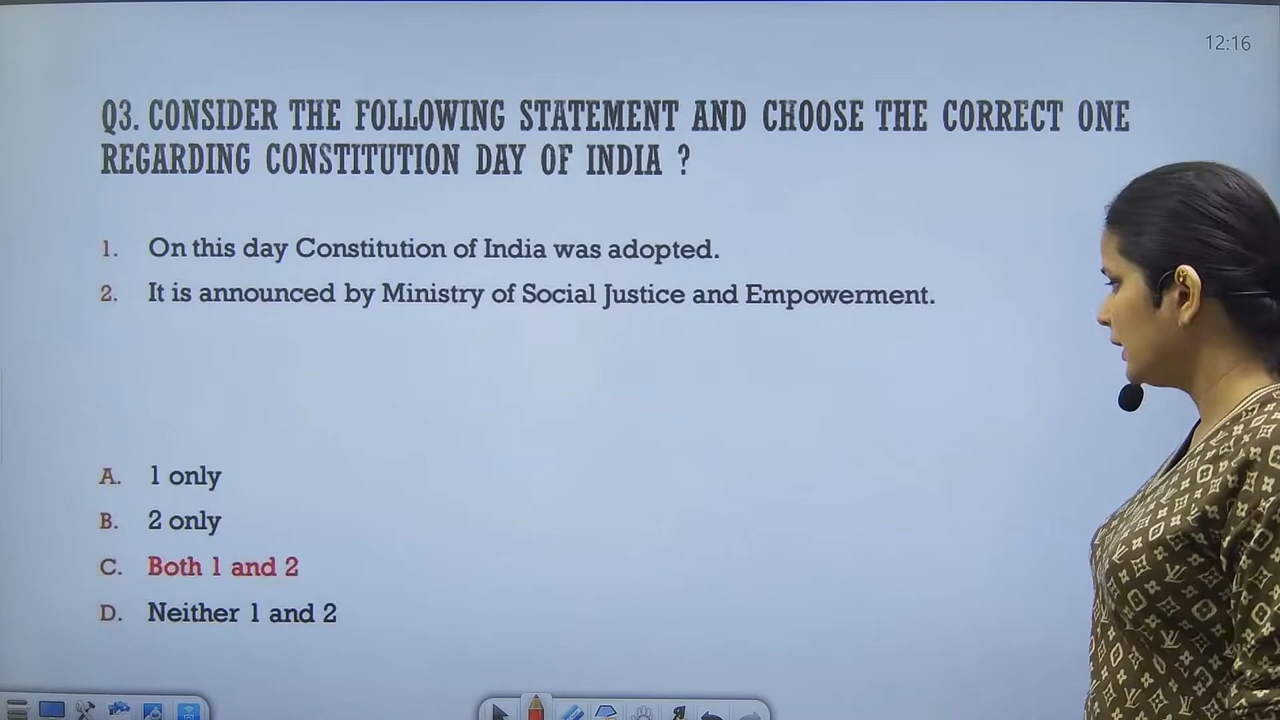 12:16
Q3. CONSIDER THE FOLLOWING STATEMENT AND CHOOSE THE CORRECT ONE
REGARDING CONSTITUTION DAY OF INDIA ?
1. On this day Constitution of India was adopted.
2. It is announced by Ministry of Social Justice and Empowerment.
A. 1 only
B. 2 only
C. Both 1 and 2
D. Neither 1 and 2